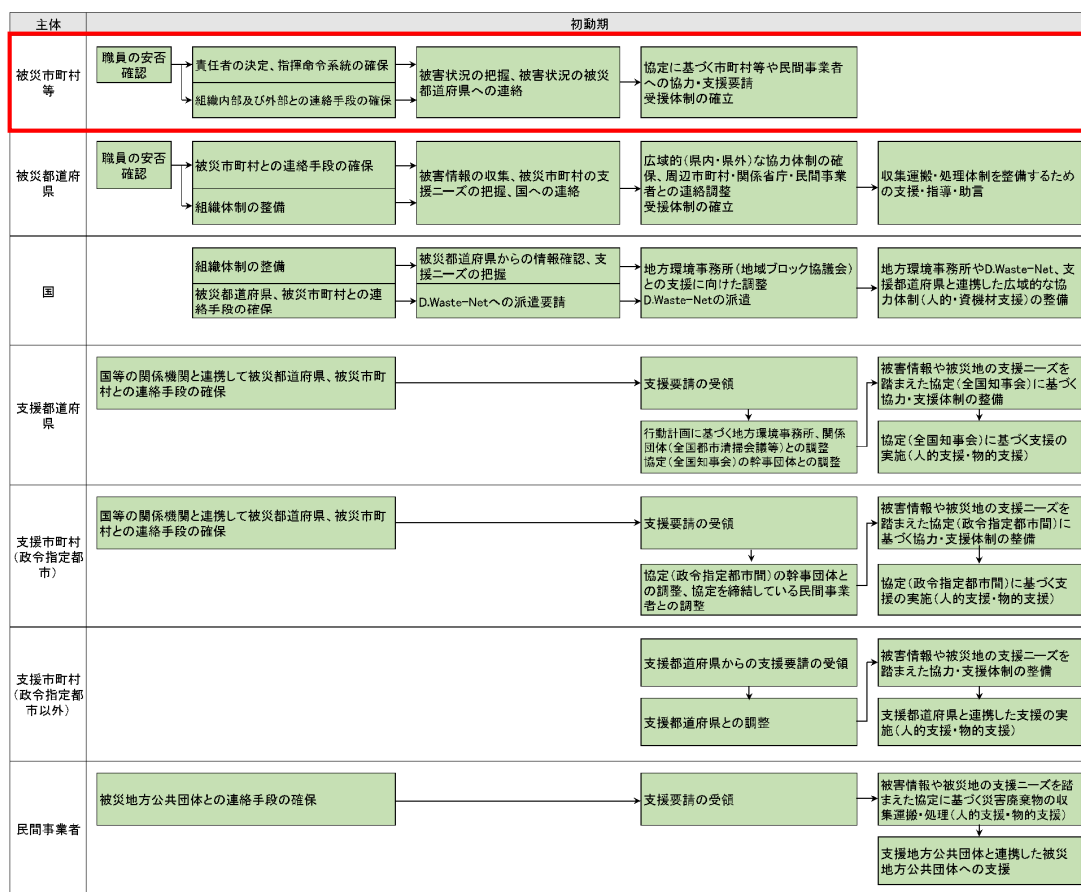 主体
初動期
被災市町村
等
職員の安否
確認
責任者の決定、指揮命令系統の確保
組織内部及び外部との連絡手段の確保
被害状況の把握、被害状況の被災
都道府県への連絡
協定に基づく市町村等や民間事業者
への協力・支援要請
受援体制の確立
被災都道府
県
職員の安否
確認
被災市町村との連絡手段の確保
組織体制の整備
被害情報の収集、被災市町村の支
援ニーズの把握、国への連絡
広域的(県内・県外)な協力体制の確
保、周辺市町村・関係省庁・民間事業
者との連絡調整
受援体制の確立
収集運搬・処理体制を整備するため
の支援・指導・助言
国
組織体制の整備
被災都道府県、被災市町村との連
絡手段の確保
被災都道府県からの情報確認、支
援ニーズの把握
D.Waste-Netへの派遣要請
地方環境事務所(地域ブロック協議会)
との支援に向けた調整
D.Waste-Netの派遣
地方環境事務所やD.Waste-Net、支
援都道府県と連携した広域的な協
力体制(人的・資機材支援)の整備
支援都道府
県
国等の関係機関と連携して被災都道府県、被災市町
村との連絡手段の確保
支援要請の受領
行動計画に基づく地方環境事務所、関係
団体(全国都市清掃会議等)との調整
協定(全国知事会)の幹事団体との調整
被害情報や被災地の支援ニーズを
踏まえた協定(全国知事会)に基づく
協力・支援体制の整備
協定(全国知事会)に基づく支援の
実施(人的支援・物的支援)
支援市町村
(政令指定都
市)
国等の関係機関と連携して被災都道府県、被災市町
村との連絡手段の確保
支援要請の受領
協定(政令指定都市間)の幹事団体と
の調整、協定を締結している民間事業
者との調整
被害情報や被災地の支援ニーズを
踏まえた協定(政令指定都市間)に
基づく協力・支援体制の整備
協定(政令指定都市間)に基づく支
援の実施(人的支援・物的支援)
支援市町村
(政令指定都
市以外)
支援都道府県からの支援要請の受領
支援都道府県との調整
被害情報や被災地の支援ニーズを
踏まえた協力・支援体制の整備
支援都道府県と連携した支援の実
施(人的支援・物的支援)
民間事業者
被災地方公共団体との連絡手段の確保
支援要請の受領
被害情報や被災地の支援ニーズを踏
まえた協定に基づく災害廃棄物の収
集運搬・処理(人的支援・物的支援)
支援地方公共団体と連携した被災
地方公共団体への支援